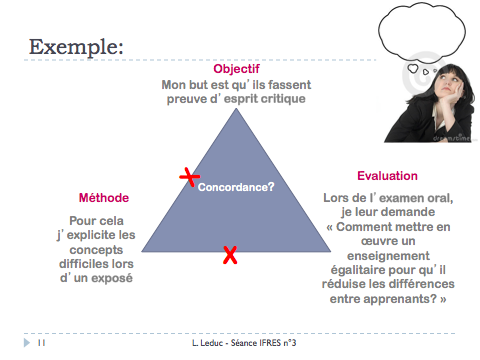 Exemple:
Objectif
Mon but est qu'ils fassent
preuve d'esprit critique
Concordance?
Méthode
Pour cela
j'explicite les
concepts
difficiles lors
d'un exposé
Evaluation
Lors de l'examen oral,
je leur demande
« Comment mettre en
œuvre un
enseignement
égalitaire pour qu'il
réduise les différences
entre apprenants? »
dreamstime
11
L. Leduc - Séance IFRES n°3